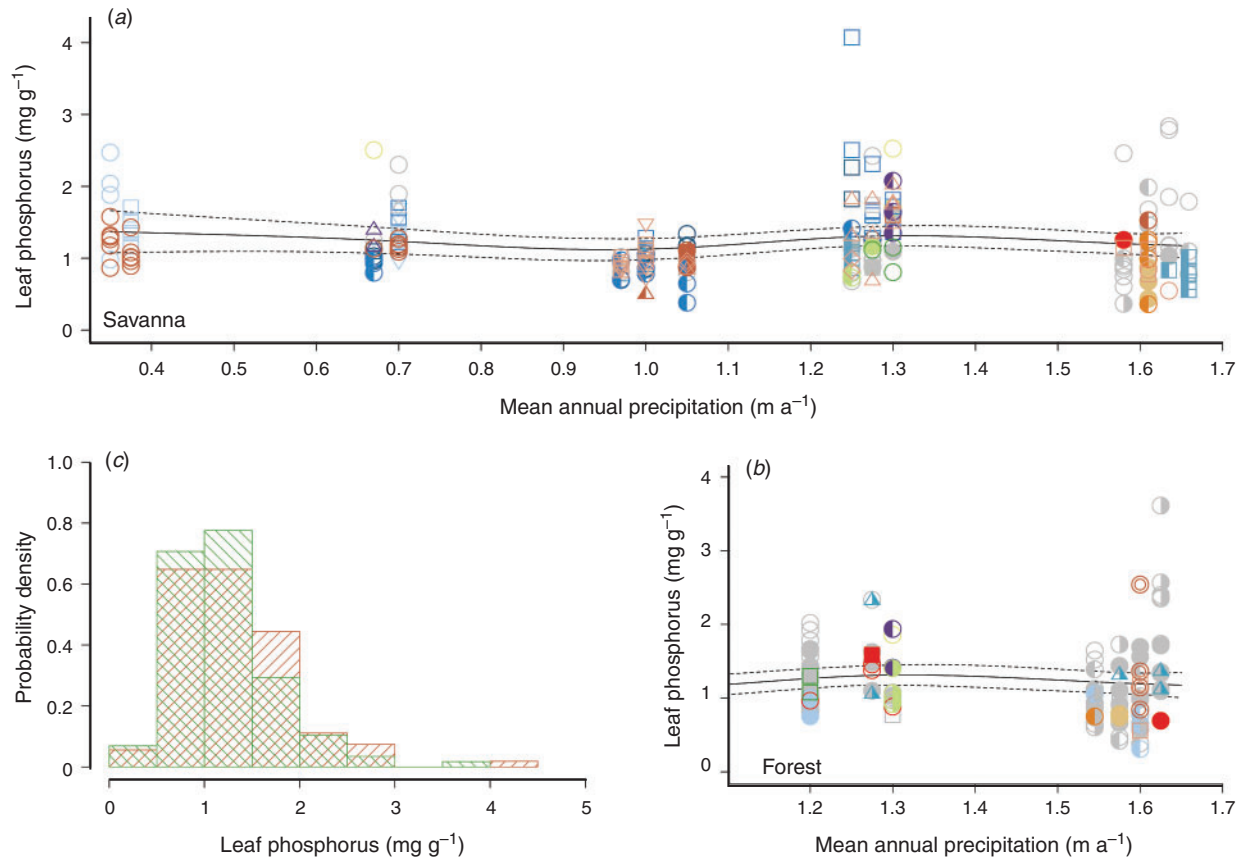 (a)
Leaf phosphorus (mg g⁻¹)
4
3
2
1
0
Savanna
0.4 0.5 0.6 0.7 0.8 0.9 1.0 1.1 1.2 1.3 1.4 1.5 1.6 1.7
Mean annual precipitation (m a⁻¹)
(c)
Probability density
1.0
0.8
0.6
0.4
0.2
0
0 1 2 3 4 5
Leaf phosphorus (mg g⁻¹)
(b)
Leaf phosphorus (mg g⁻¹)
4
3
2
1
0
Forest
1.2 1.3 1.4 1.5 1.6 1.7
Mean annual precipitation (m a⁻¹)